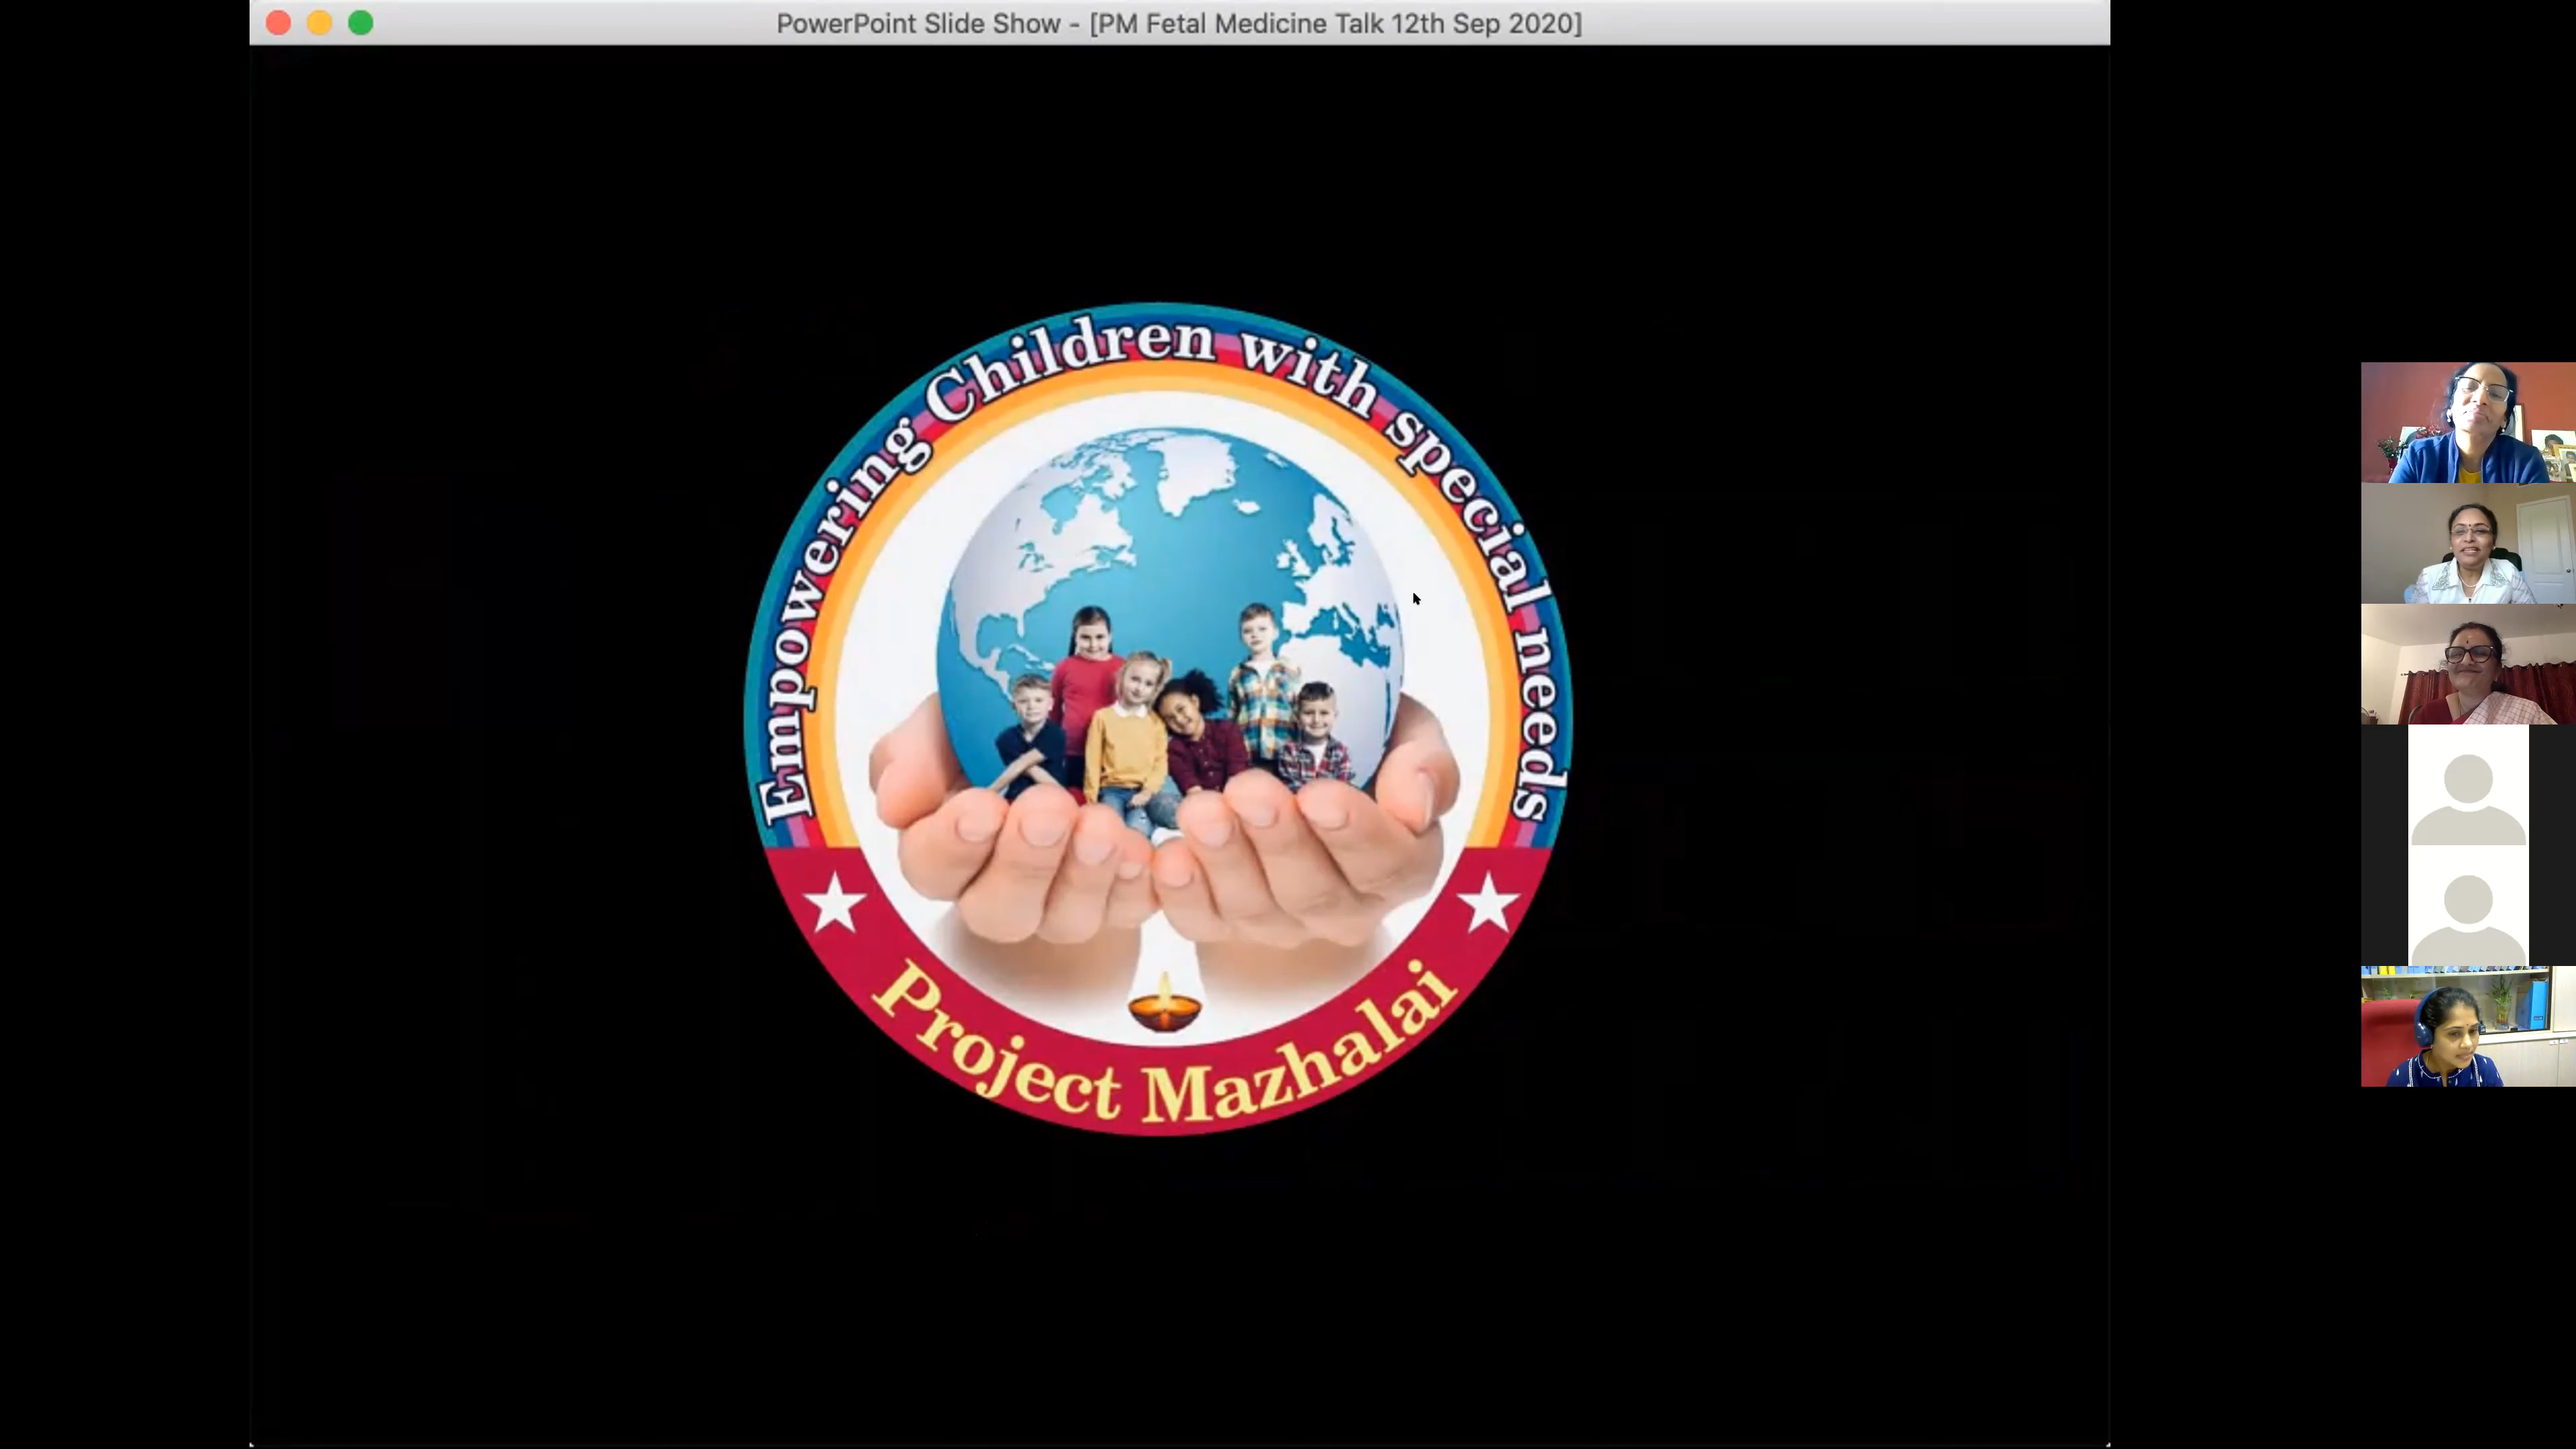 PowerPoint Slide Show - [PM Fetal Medicine Talk 12th Sep 2020]
Empowering Children with special needs
Project Mazhalai